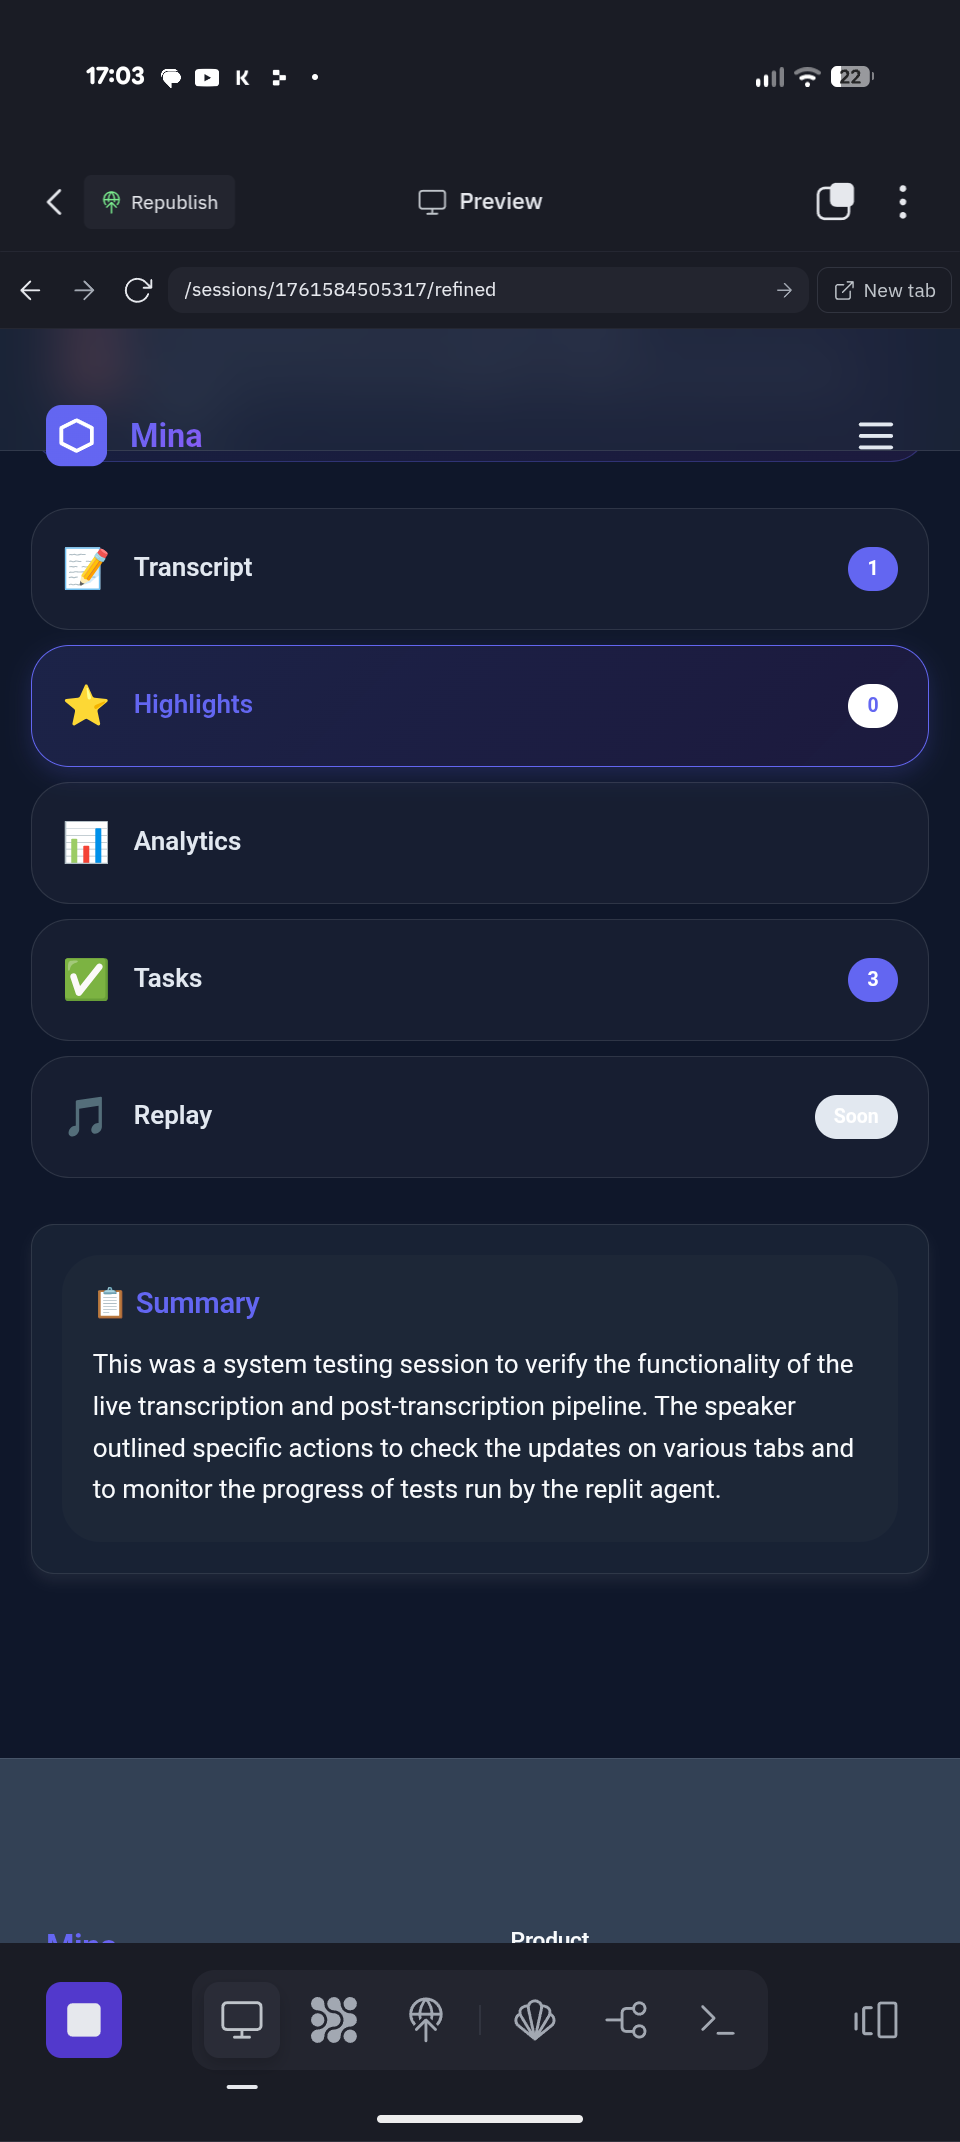 17:03
22
Republish
Preview
/sessions/1761584505317/refined
New tab
Mina
Transcript
1
Highlights
0
Analytics
Tasks
3
Replay
Soon
Summary
This was a system testing session to verify the functionality of the
live transcription and post-transcription pipeline. The speaker
outlined specific actions to check the updates on various tabs and
to monitor the progress of tests run by the replit agent.
Mina
Product